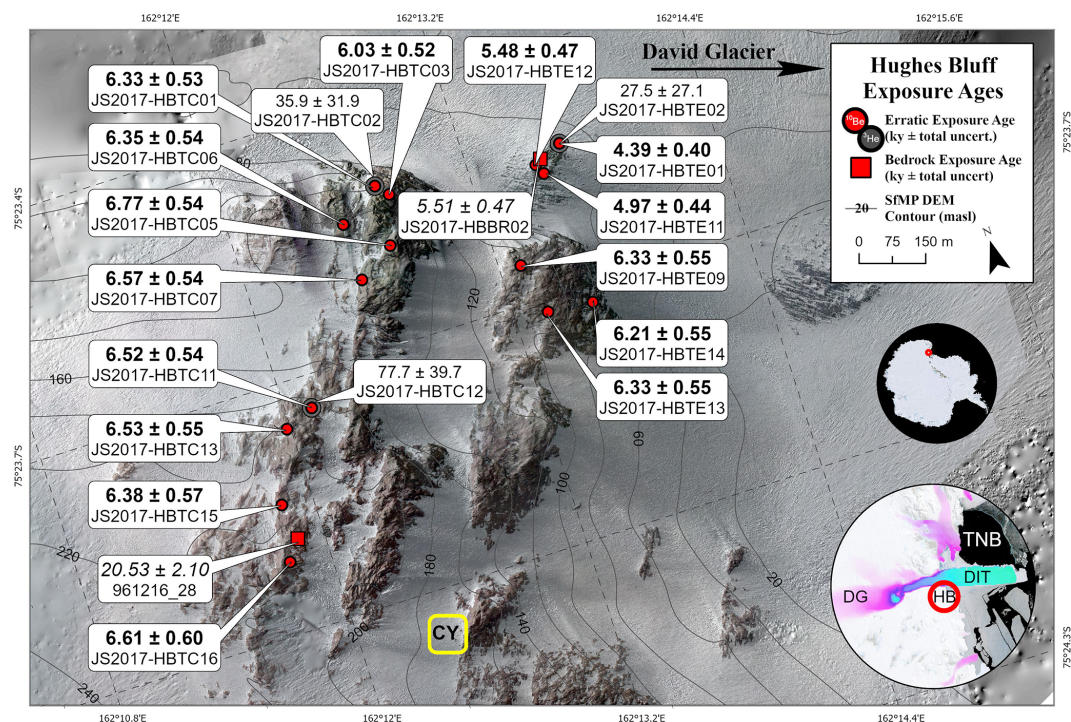 162°12'E
162°13.2'E
162°14.4'E
162°15.6'E
75°23.4'S
75°23.7'S
6.33 ± 0.53
JS2017-HBTC01
35.9 ± 31.9
JS2017-HBTC02
6.03 ± 0.52
JS2017-HBTC03
5.48 ± 0.47
JS2017-HBTE12
David Glacier
27.5 ± 27.1
JS2017-HBTE02
6.35 ± 0.54
JS2017-HBTC06
4.39 ± 0.40
JS2017-HBTE01
6.77 ± 0.54
JS2017-HBTC05
5.51 ± 0.47
JS2017-HBBR02
4.97 ± 0.44
JS2017-HBTE11
6.57 ± 0.54
JS2017-HBTC07
6.33 ± 0.55
JS2017-HBTE09
6.21 ± 0.55
JS2017-HBTE14
6.33 ± 0.55
JS2017-HBTE13
6.52 ± 0.54
JS2017-HBTC11
77.7 ± 39.7
JS2017-HBTC12
6.53 ± 0.55
JS2017-HBTC13
6.38 ± 0.57
JS2017-HBTC15
20.53 ± 2.10
961216_28
6.61 ± 0.60
JS2017-HBTC16
80
120
160
60
100
180
220
200
140
20
240
CY
Hughes Bluff
Exposure Ages
¹⁰Be
³He
Erratic Exposure Age
(ky ± total uncert.)
Bedrock Exposure Age
(ky ± total uncert)
20
SfMP DEM
Contour (masl)
0 75 150 m
Z
TNB
DIT
DG
HB
75°23.7'S
75°24.3'S
162°10.8'E
162°12'E
162°13.2'E
162°14.4'E